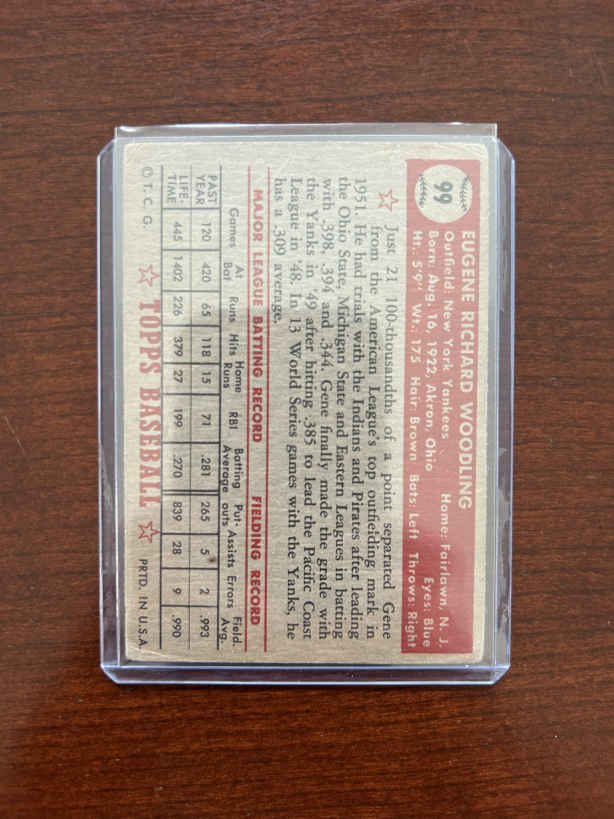 99
EUGENE RICHARD WOODLING
Outfield: New York Yankees Home: Fairlawn, N. J.
Born: Aug. 16, 1922, Akron, Ohio Eyes: Blue
Ht.: 5'9" Wt.: 175 Hair: Brown Bats: Left Throws: Right
Just 21 100-thousandths of a point separated Gene
from the American League's top outfielding mark in
1951. He had trials with the Indians and Pirates after leading
the Ohio State, Michigan State and Eastern Leagues in batting
with .398, .394 and .344. Gene finally made the grade with
the Yanks in '49 after hitting .385 to lead the Pacific Coast
League in '48. In 13 World Series games with the Yanks, he
has a .309 average.
MAJOR LEAGUE BATTING RECORD FIELDING RECORD
Games At Bat Runs Hits Home Runs RBI Batting Average Put-outs Assists Errors Field. Avg.
PAST YEAR 120 420 65 118 15 71 .281 265 5 2 .993
LIFE-TIME 445 1402 226 379 27 199 .270 839 28 9 .990
© T. C. G. TOPPS BASEBALL PRTD. IN U.S.A.